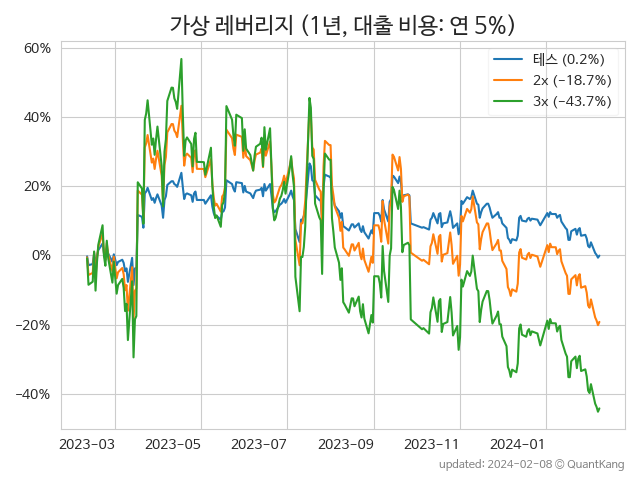 가상 레버리지 (1년, 대출 비용: 연 5%)
60%
40%
20%
0%
−20%
−40%
테스 (0.2%)
2x (−18.7%)
3x (−43.7%)
2023-03 2023-05 2023-07 2023-09 2023-11 2024-01
updated: 2024-02-08 ⓒ QuantKang